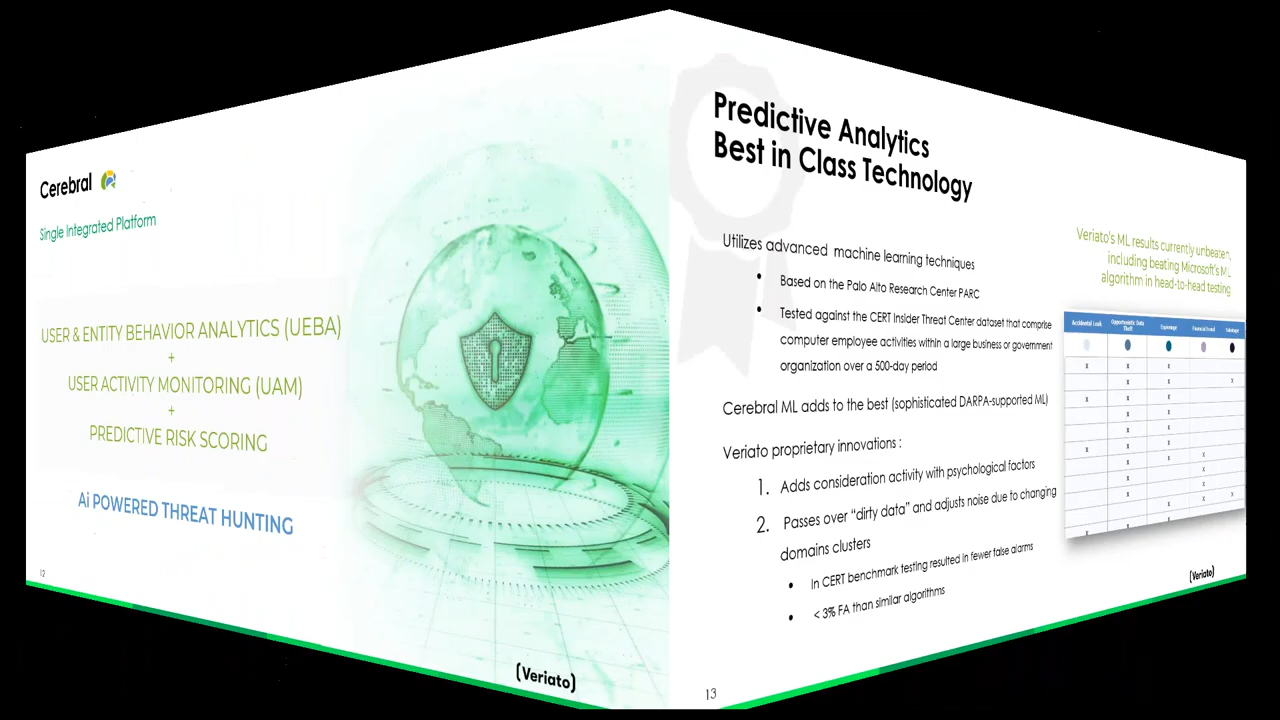 Cerebral
Single Integrated Platform
USER & ENTITY BEHAVIOR ANALYTICS (UEBA)
+
USER ACTIVITY MONITORING (UAM)
+
PREDICTIVE RISK SCORING
Ai POWERED THREAT HUNTING
12
(Veriato)
Predictive Analytics
Best in Class Technology
Utilizes advanced machine learning techniques
• Based on the Palo Alto Research Center PARC
• Tested against the CERT Insider Threat Center dataset that comprise
computer employee activities within a large business or government
organization over a 500-day period
Cerebral ML adds to the best (sophisticated DARPA-supported ML)
Veriato proprietary innovations :
1. Adds consideration activity with psychological factors
2. Passes over “dirty data” and adjusts noise due to changing
domains clusters
• In CERT benchmark testing resulted in fewer false alarms
• < 3% FA than similar algorithms
Veriato's ML results currently unbeaten,
including beating Microsoft's ML
algorithm in head-to-head testing
Accidental Leak Opportunistic Data Theft Espionage Financial Fraud Sabotage
x x x
x x x
x x x
x x
x x
x x x
x x x
x x x
x x x
x x x x
x x
x x x
(Veriato)
13